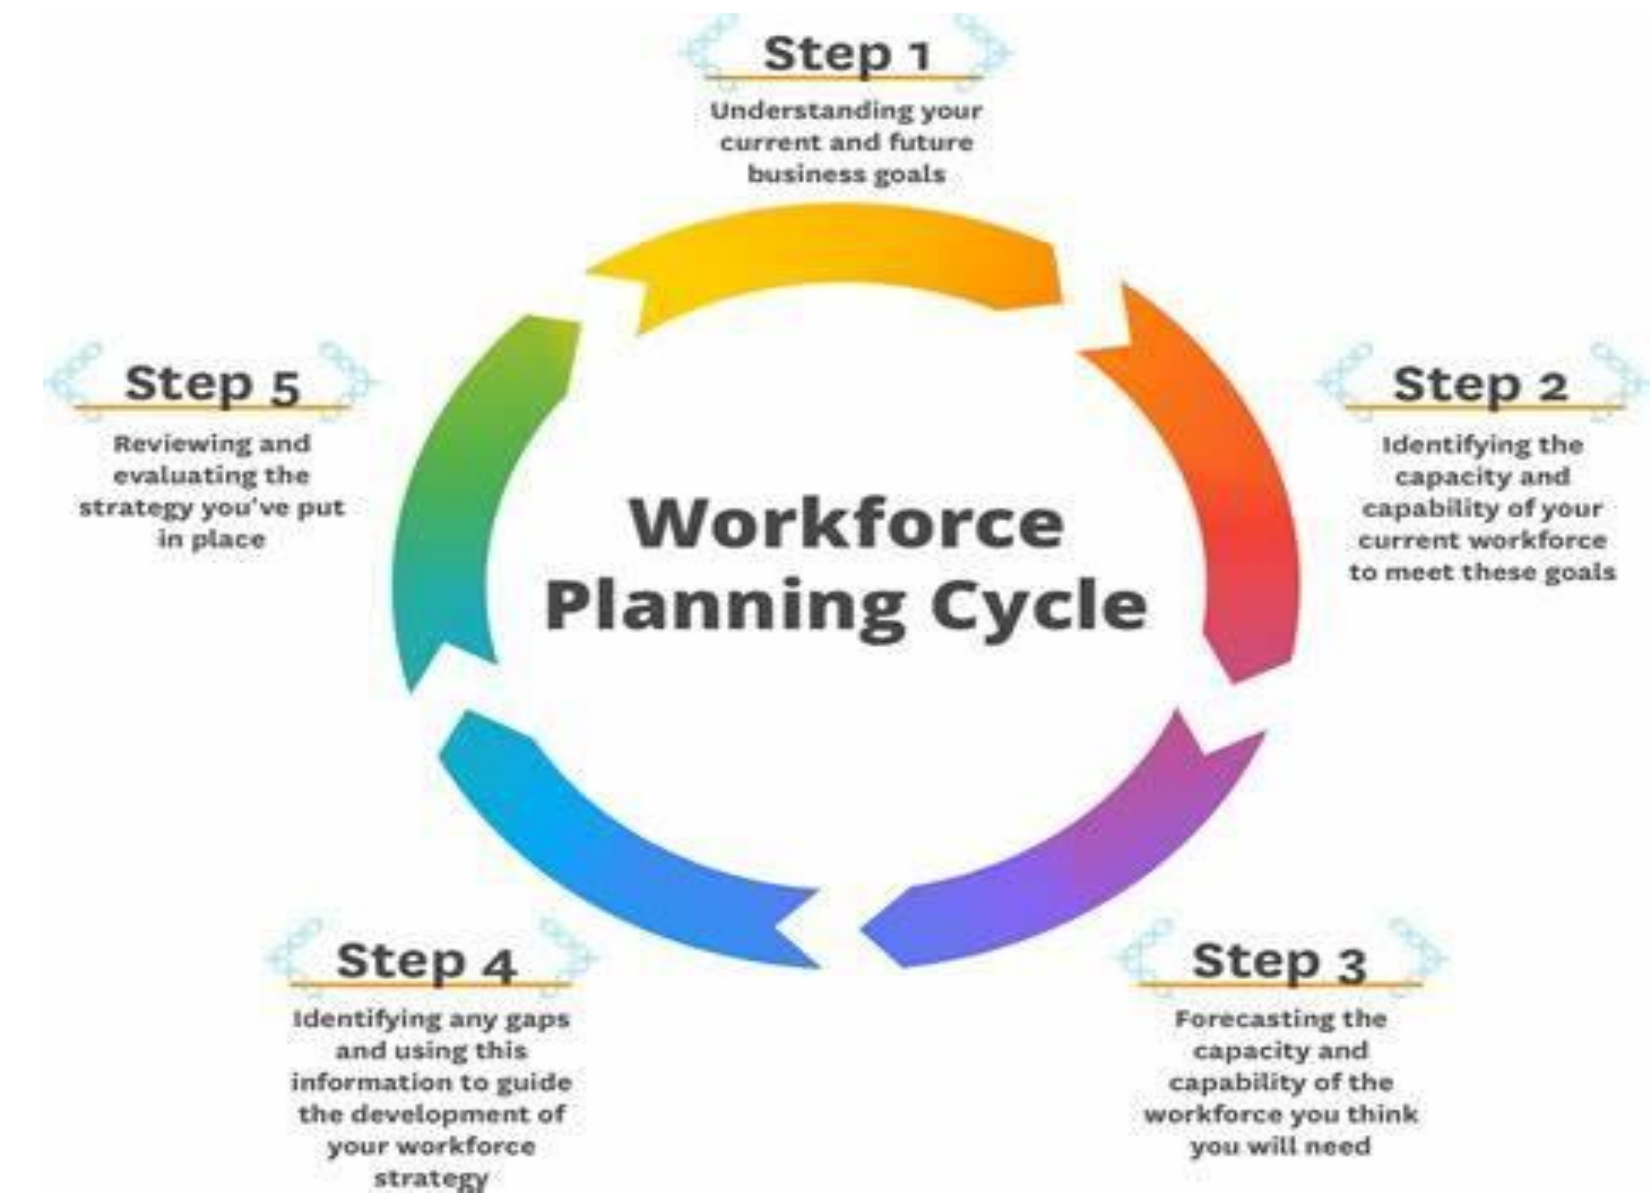 Step 1
Understanding your
current and future
business goals
Step 2
Identifying the
capacity and
capability of your
current workforce
to meet these goals
Step 3
Forecasting the
capacity and
capability of the
workforce you think
you will need
Step 4
Identifying any gaps
and using this
information to guide
the development of
your workforce
strategy
Step 5
Reviewing and
evaluating the
strategy you've put
in place
Workforce
Planning Cycle